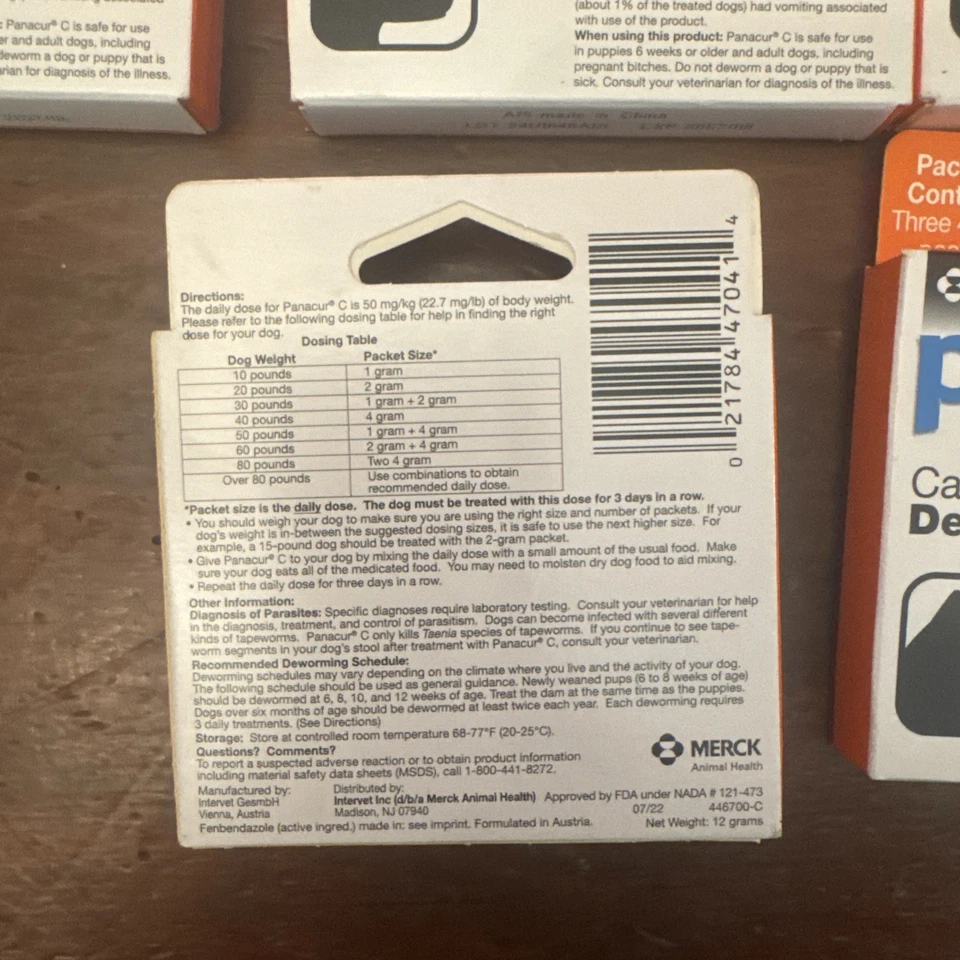 Panacur® C is safe for use
and adult dogs, including
deworm a dog or puppy that is
for diagnosis of the illness.
(about 1% of the treated dogs) had vomiting associated
with use of the product.
When using this product: Panacur® C is safe for use
in puppies 6 weeks or older and adult dogs, including
pregnant bitches. Do not deworm a dog or puppy that is
sick. Consult your veterinarian for diagnosis of the illness.
API made in China
Three
Directions:
The daily dose for Panacur® C is 50 mg/kg (22.7 mg/lb) of body weight.
Please refer to the following dosing table for help in finding the right
dose for your dog.
Dosing Table
Dog Weight Packet Size*
10 pounds 1 gram
20 pounds 2 gram
30 pounds 1 gram + 2 gram
40 pounds 4 gram
50 pounds 1 gram + 4 gram
60 pounds 2 gram + 4 gram
80 pounds Two 4 gram
Over 80 pounds Use combinations to obtain
recommended daily dose.
0 21784 47041 4
*Packet size is the daily dose. The dog must be treated with this dose for 3 days in a row.
• You should weigh your dog to make sure you are using the right size and number of packets. If your
dog's weight is in-between the suggested dosing sizes, it is safe to use the next higher size. For
example, a 15-pound dog should be treated with the 2-gram packet.
• Give Panacur® C to your dog by mixing the daily dose with a small amount of the usual food. Make
sure your dog eats all of the medicated food. You may need to moisten dry dog food to aid mixing.
• Repeat the daily dose for three days in a row.
Other Information:
Diagnosis of Parasites: Specific diagnoses require laboratory testing. Consult your veterinarian for help
in the diagnosis, treatment, and control of parasitism. Dogs can become infected with several different
kinds of tapeworms. Panacur® C only kills Taenia species of tapeworms. If you continue to see tape-
worm segments in your dog's stool after treatment with Panacur® C, consult your veterinarian.
Recommended Deworming Schedule:
Deworming schedules may vary depending on the climate where you live and the activity of your dog.
The following schedule should be used as general guidance. Newly weaned pups (6 to 8 weeks of age)
should be dewormed at 6, 8, 10, and 12 weeks of age. Treat the dam at the same time as the puppies.
Dogs over six months of age should be dewormed at least twice each year. Each deworming requires
3 daily treatments. (See Directions)
Storage: Store at controlled room temperature 68-77°F (20-25°C).
Questions? Comments?
To report a suspected adverse reaction or to obtain product information
including material safety data sheets (MSDS), call 1-800-441-8272.
MERCK
Animal Health
Manufactured by:
Intervet GesmbH
Vienna, Austria
Distributed by:
Intervet Inc (d/b/a Merck Animal Health)
Madison, NJ 07940
Approved by FDA under NADA # 121-473
07/22 446700-C
Fenbendazole (active ingred.) made in: see imprint. Formulated in Austria.
Net Weight: 12 grams